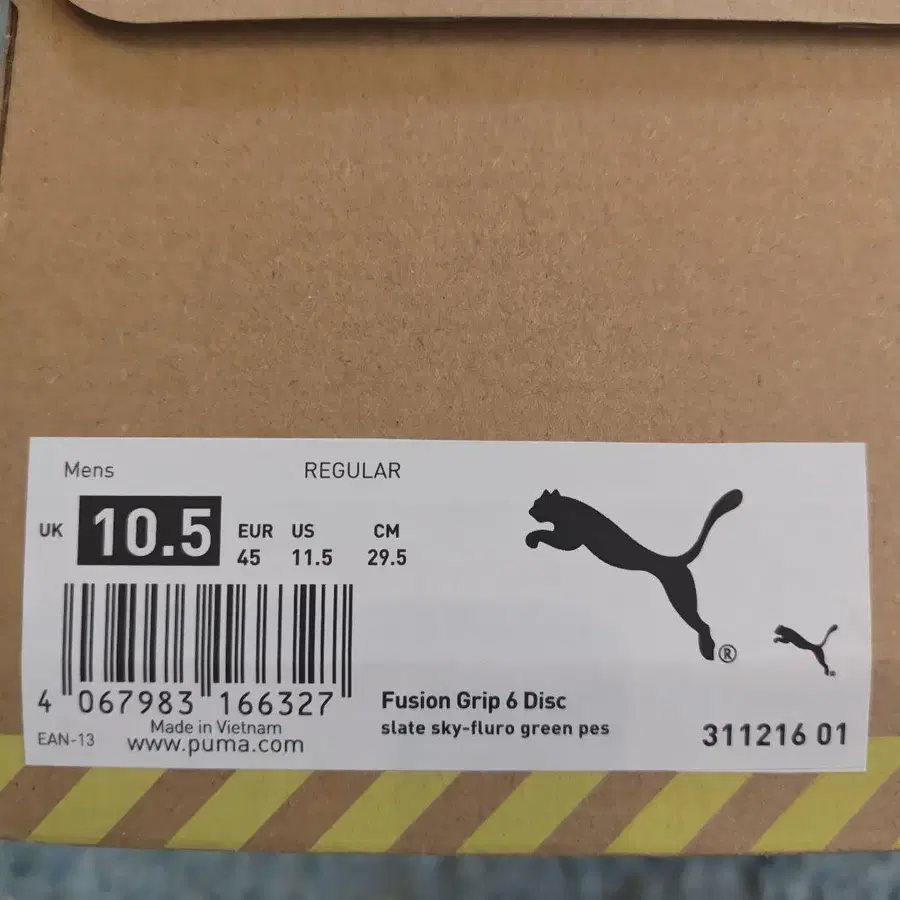 Mens REGULAR
UK 10.5 EUR US CM
45 11.5 29.5
4 067983 166327
Made in Vietnam
EAN-13 www.puma.com
Fusion Grip 6 Disc
slate sky-fluro green pes
311216 01
®